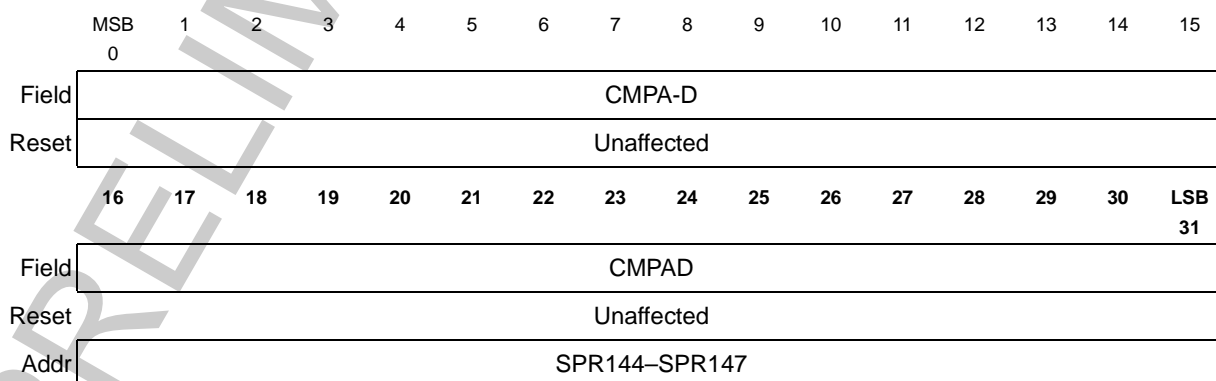 MSB 1 2 3 4 5 6 7 8 9 10 11 12 13 14 15
0
Field CMPA-D
Reset Unaffected
16 17 18 19 20 21 22 23 24 25 26 27 28 29 30 LSB
31
Field CMPAD
Reset Unaffected
Addr SPR144–SPR147
PRELIM